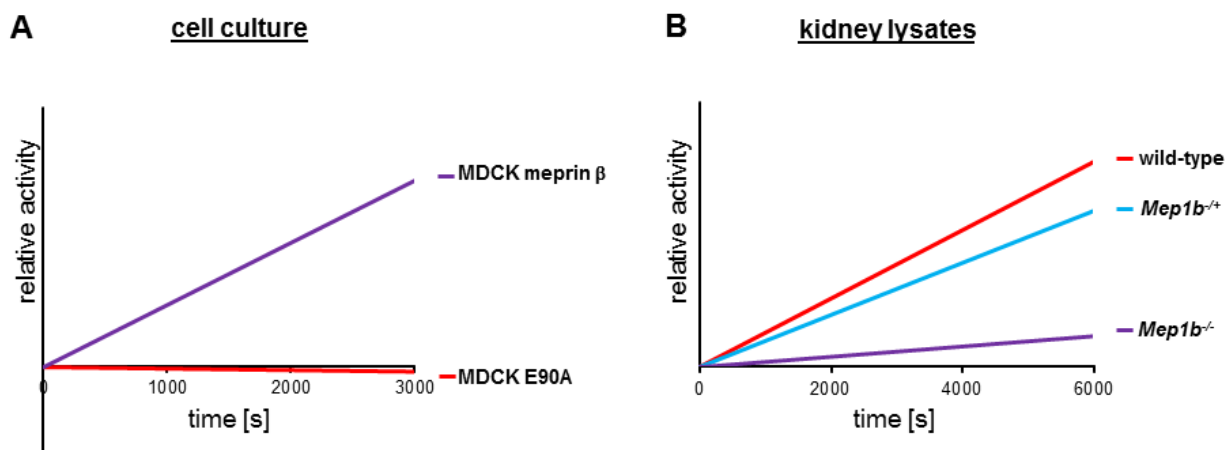 A
cell culture
relative activity
MDCK meprin β
MDCK E90A
0
1000
2000
3000
time [s]
B
kidney lysates
relative activity
wild-type
Mep1b-/+
Mep1b-/-
0
2000
4000
6000
time [s]